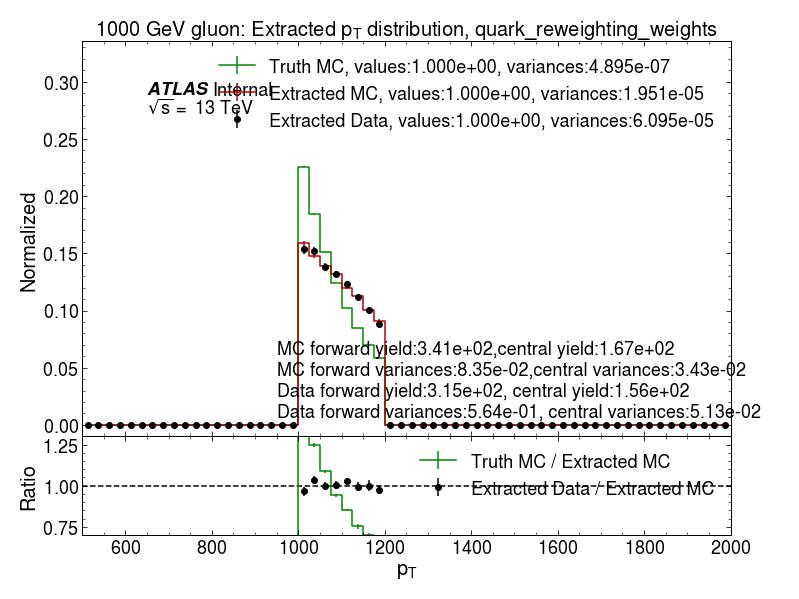 1000 GeV gluon: Extracted pT distribution, quark_reweighting_weights
Truth MC, values:1.000e+00, variances:4.895e-07
ATLAS Internal
Extracted MC, values:1.000e+00, variances:1.951e-05
√s = 13 TeV
Extracted Data, values:1.000e+00, variances:6.095e-05
0.30
0.25
0.20
0.15
0.10
0.05
0.00
Normalized
MC forward yield:3.41e+02,central yield:1.67e+02
MC forward variances:8.35e-02,central variances:3.43e-02
Data forward yield:3.15e+02, central yield:1.56e+02
Data forward variances:5.64e-01, central variances:5.13e-02
1.25
1.00
0.75
Ratio
Truth MC / Extracted MC
Extracted Data / Extracted MC
600 800 1000 1200 1400 1600 1800 2000
pT